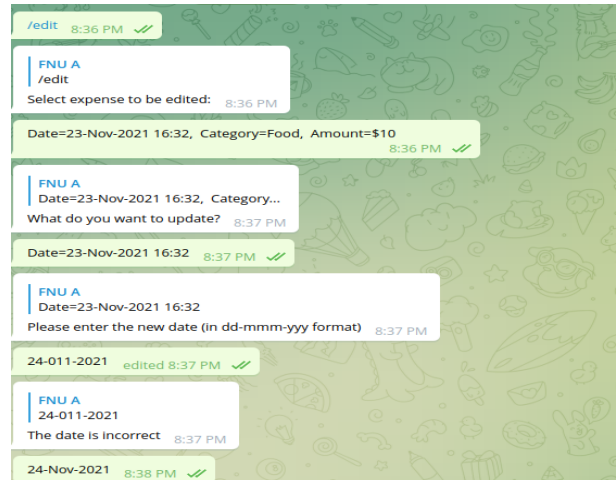 /edit 8:36 PM
FNU A
/edit
Select expense to be edited: 8:36 PM
Date=23-Nov-2021 16:32, Category=Food, Amount=$10
8:36 PM
FNU A
Date=23-Nov-2021 16:32, Category...
What do you want to update? 8:37 PM
Date=23-Nov-2021 16:32 8:37 PM
FNU A
Date=23-Nov-2021 16:32
Please enter the new date (in dd-mmm-yyy format) 8:37 PM
24-011-2021 edited 8:37 PM
FNU A
24-011-2021
The date is incorrect 8:37 PM
24-Nov-2021 8:38 PM